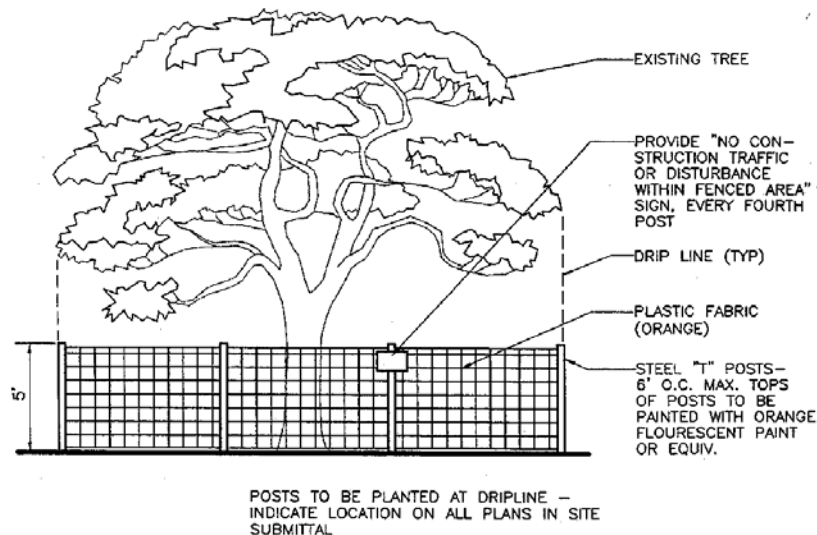 EXISTING TREE
PROVIDE "NO CON-
STRUCTION TRAFFIC
OR DISTURBANCE
WITHIN FENCED AREA"
SIGN, EVERY FOURTH
POST
DRIP LINE (TYP)
PLASTIC FABRIC
(ORANGE)
STEEL "T" POSTS-
6' O.C. MAX. TOPS
OF POSTS TO BE
PAINTED WITH ORANGE
FLOURESCENT PAINT
OR EQUIV.
5'
POSTS TO BE PLANTED AT DRIPLINE –
INDICATE LOCATION ON ALL PLANS IN SITE
SUBMITTAL